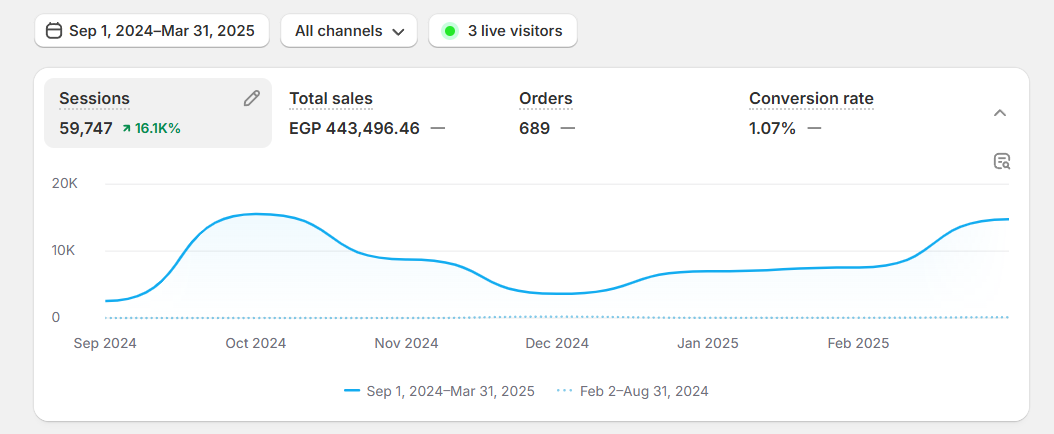 Sep 1, 2024–Mar 31, 2025 All channels 3 live visitors
Sessions Total sales Orders Conversion rate
59,747 16.1K% EGP 443,496.46 — 689 — 1.07% —
20K
10K
0
Sep 2024 Oct 2024 Nov 2024 Dec 2024 Jan 2025 Feb 2025
Sep 1, 2024–Mar 31, 2025 Feb 2–Aug 31, 2024